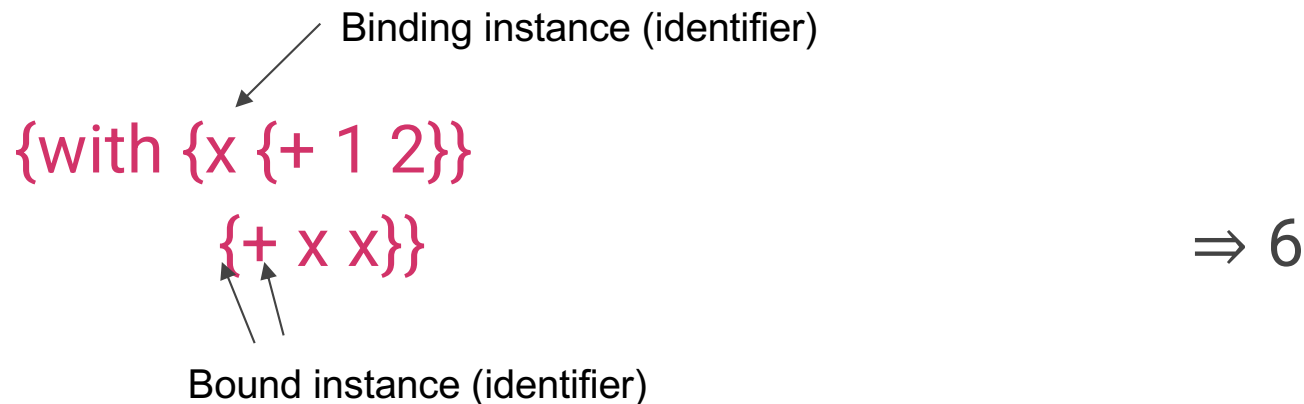 Binding instance (identifier)
{with {x {+ 1 2}}
{+ x x}} ⇒ 6
Bound instance (identifier)